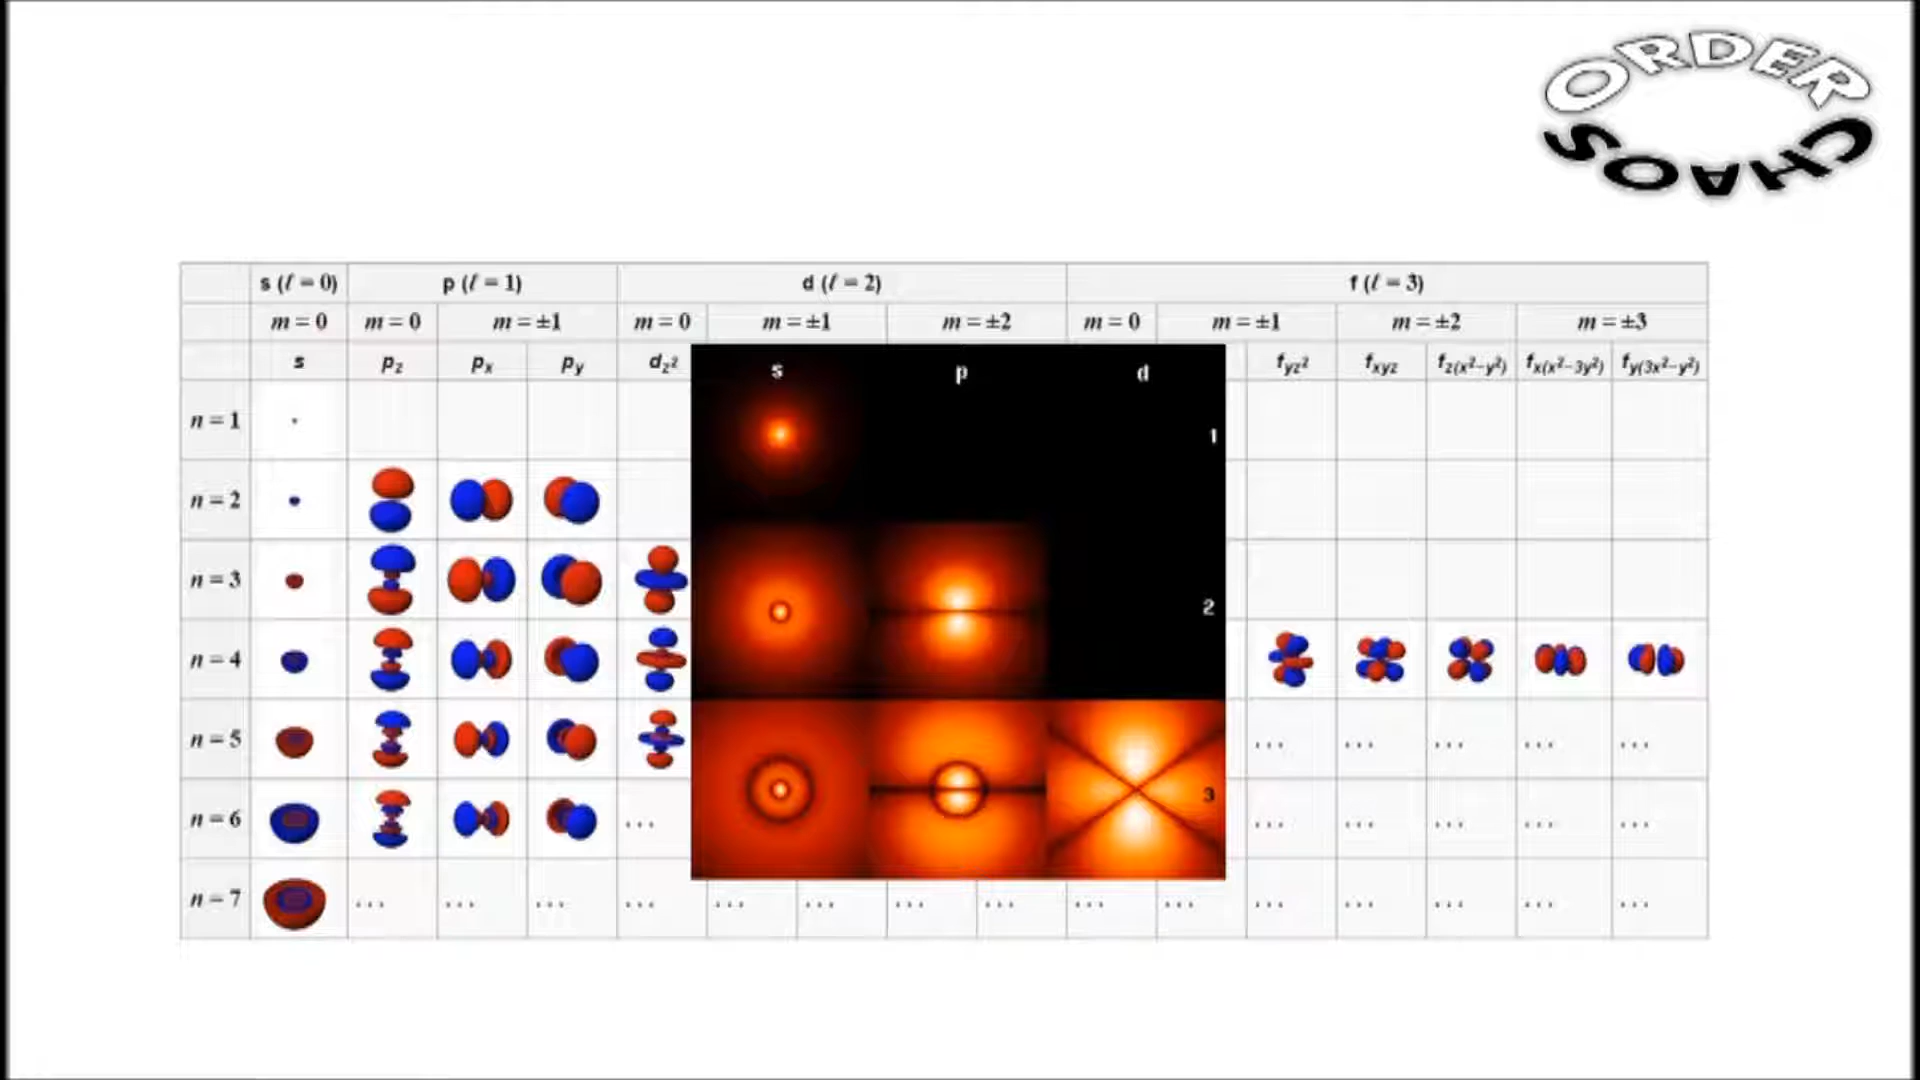 ORDER
CHAOS
s (ℓ = 0) p (ℓ = 1) d (ℓ = 2) f (ℓ = 3)
m = 0 m = 0 m = ±1 m = 0 m = ±1 m = ±2 m = 0 m = ±1 m = ±2 m = ±3
s pz px py dz² fyz² fxyz fz(x²−y²) fx(x²−3y²) fy(3x²−y²)
s p d
n = 1
1
n = 2
n = 3
2
n = 4
n = 5 ... ... ... ... ...
3
n = 6 ... ... ... ... ... ...
n = 7 ... ... ... ... ... ... ... ... ... ... ... ... ... ... ...